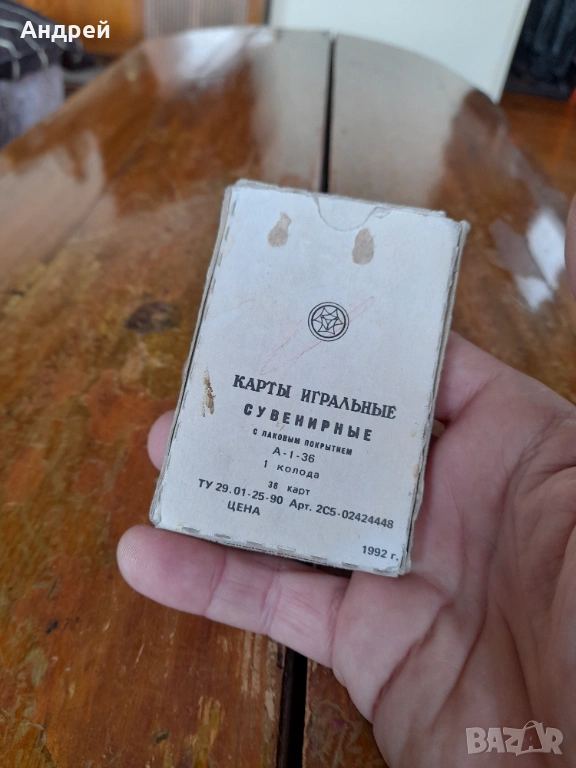 Андрей
КАРТЫ ИГРАЛЬНЫЕ
СУВЕНИРНЫЕ
С ЛАКОВЫМ ПОКРЫТИЕМ
А-1-36
1 КОЛОДА
36 карт
ТУ 29.01-25-90 Арт. 2С5-02424448
ЦЕНА
1992 г.
BAZAR